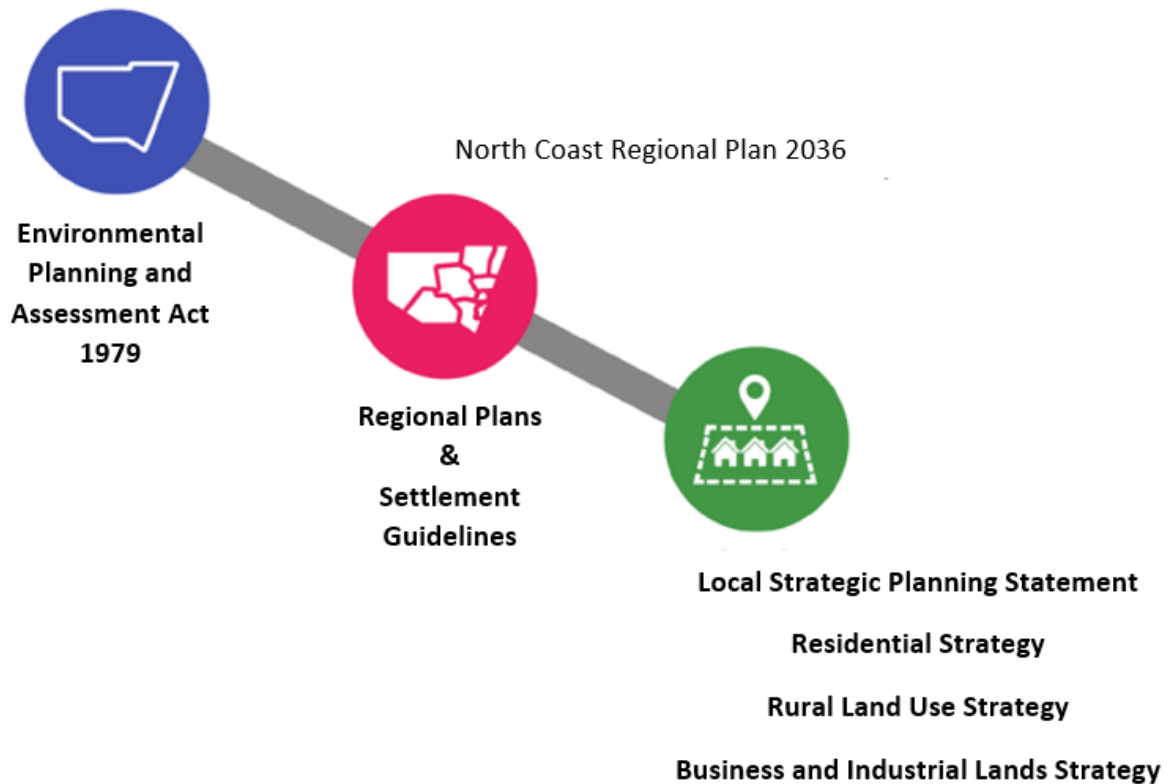 North Coast Regional Plan 2036
Environmental
Planning and
Assessment Act
1979
Regional Plans
&
Settlement
Guidelines
Local Strategic Planning Statement
Residential Strategy
Rural Land Use Strategy
Business and Industrial Lands Strategy